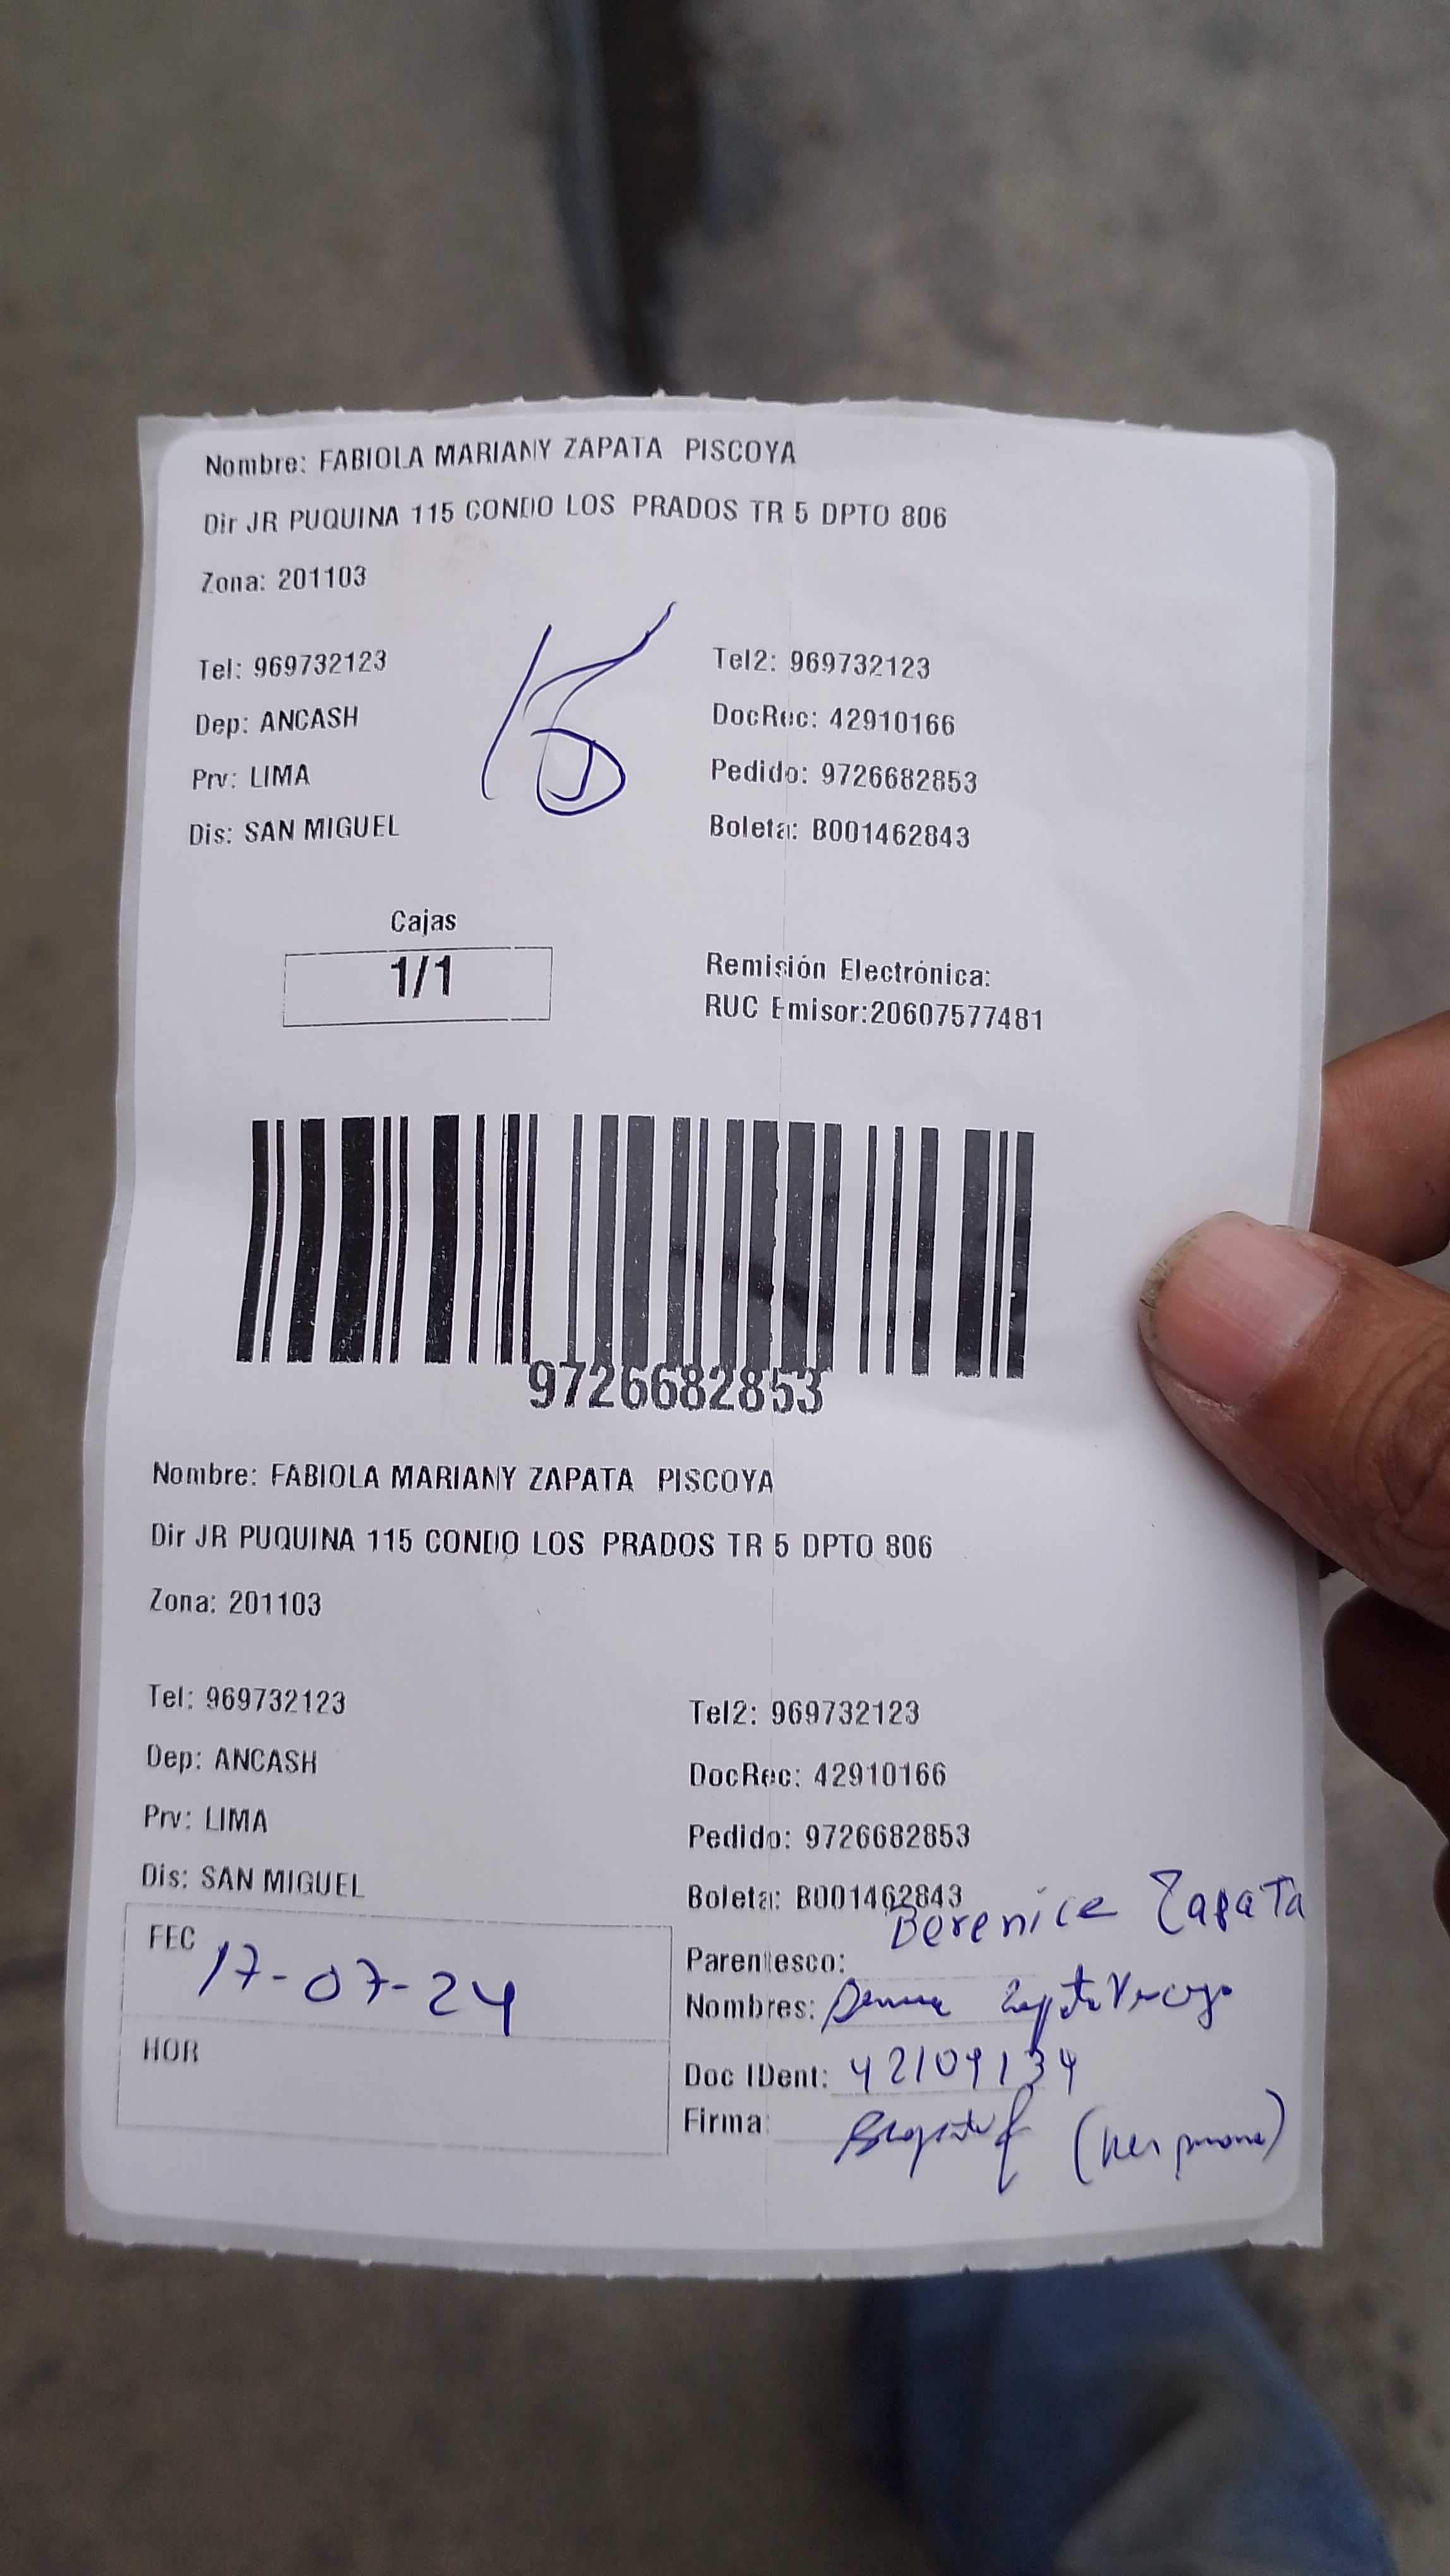 Nombre: FABIOLA MARIANY ZAPATA PISCOYA
Dir JR PUQUINA 115 CONDO LOS PRADOS TR 5 DPTO 806
Zona: 201103
Tel: 969732123 Tel2: 969732123
Dep: ANCASH DocRec: 42910166
Prv: LIMA Pedido: 9726682853
Dis: SAN MIGUEL Boleta: B001462843
Cajas
1/1
Remisión Electrónica:
RUC Emisor:20607577481
9726682853
Nombre: FABIOLA MARIANY ZAPATA PISCOYA
Dir JR PUQUINA 115 CONDO LOS PRADOS TR 5 DPTO 806
Zona: 201103
Tel: 969732123 Tel2: 969732123
Dep: ANCASH DocRec: 42910166
Prv: LIMA Pedido: 9726682853
Dis: SAN MIGUEL Boleta: B001462843
Berenice Zapata
FEC 17-07-24 Parentesco:
Nombres: Zapata
HOR Doc IDent: 42109134
Firma: